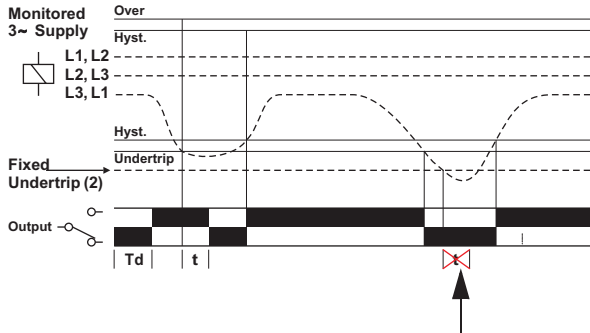 Monitored
3~ Supply
Over
Hyst.
L1, L2
L2, L3
L3, L1
Hyst.
Undertrip
Fixed
Undertrip (2)
Output
Td
t
t